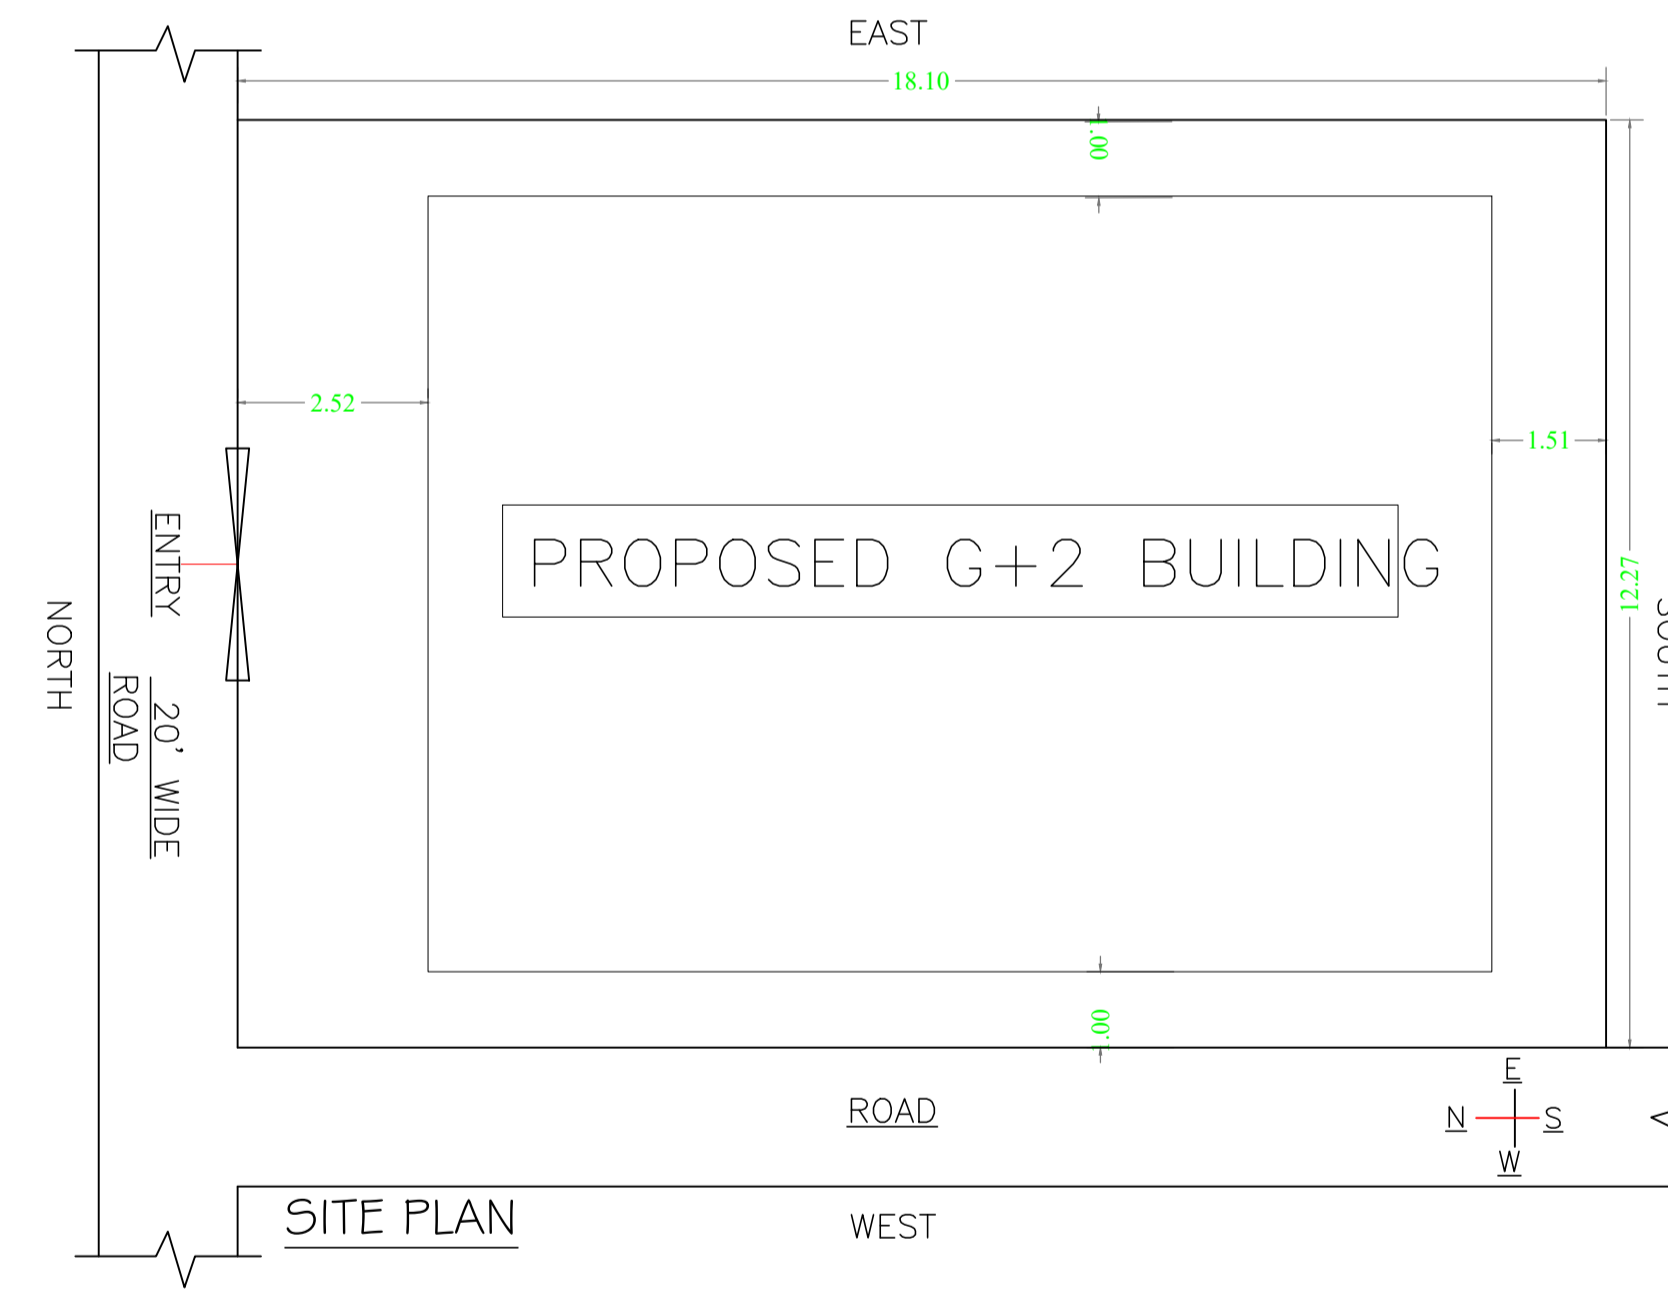 EAST
18.10
1.00
2.52
1.51
PROPOSED G+2 BUILDING
12.27
ENTRY
NORTH
SOUTH
20' WIDE
ROAD
1.00
ROAD
E
N
S
W
SITE PLAN
WEST